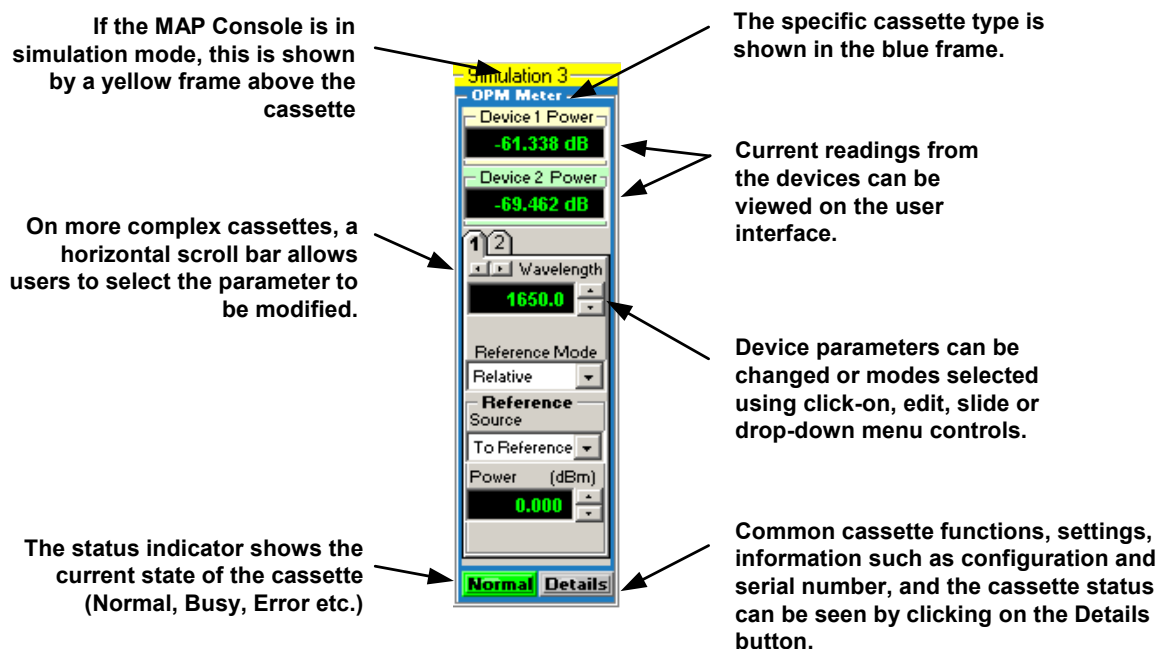 If the MAP Console is in
simulation mode, this is shown
by a yellow frame above the
cassette
The specific cassette type is
shown in the blue frame.
Simulation 3
OPM Meter
Device 1 Power
-61.338 dB
Device 2 Power
-69.462 dB
Current readings from
the devices can be
viewed on the user
interface.
On more complex cassettes, a
horizontal scroll bar allows
users to select the parameter to
be modified.
1 2
Wavelength
1650.0
Reference Mode
Relative
Reference
Source
To Reference
Power (dBm)
0.000
Device parameters can be
changed or modes selected
using click-on, edit, slide or
drop-down menu controls.
The status indicator shows the
current state of the cassette
(Normal, Busy, Error etc.)
Normal Details
Common cassette functions, settings,
information such as configuration and
serial number, and the cassette status
can be seen by clicking on the Details
button.